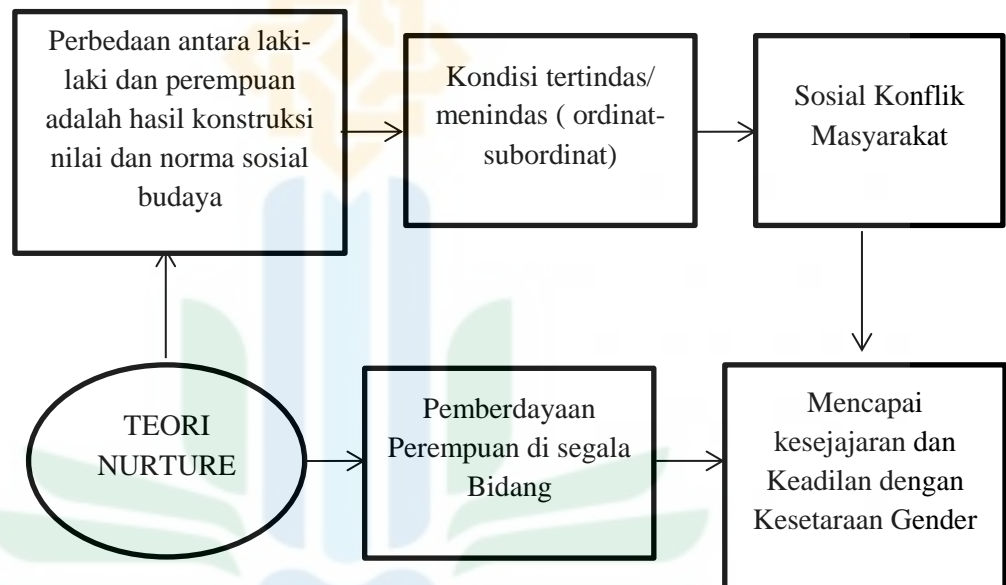 Perbedaan antara laki-
laki dan perempuan
adalah hasil konstruksi
nilai dan norma sosial
budaya
Kondisi tertindas/
menindas ( ordinat-
subordinat)
Sosial Konflik
Masyarakat
TEORI
NURTURE
Pemberdayaan
Perempuan di segala
Bidang
Mencapai
kesejajaran dan
Keadilan dengan
Kesetaraan Gender